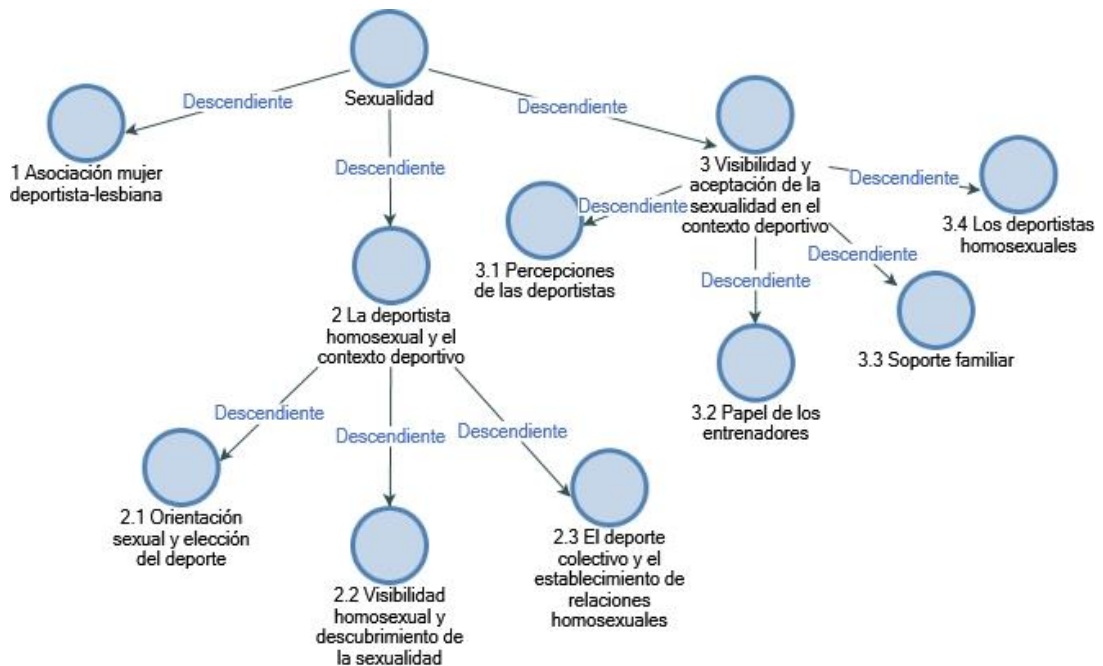 Sexualidad
Descendiente
Descendiente
Descendiente
1 Asociación mujer
deportista-lesbiana
3 Visibilidad y
aceptación de la
sexualidad en el
contexto deportivo
Descendiente
Descendiente
Descendiente
Descendiente
3.4 Los deportistas
homosexuales
3.1 Percepciones
de las deportistas
2 La deportista
homosexual y el
contexto deportivo
3.3 Soporte familiar
3.2 Papel de los
entrenadores
Descendiente
Descendiente
Descendiente
2.1 Orientación
sexual y elección
del deporte
2.2 Visibilidad
homosexual y
descubrimiento de
la sexualidad
2.3 El deporte
colectivo y el
establecimiento de
relaciones
homosexuales